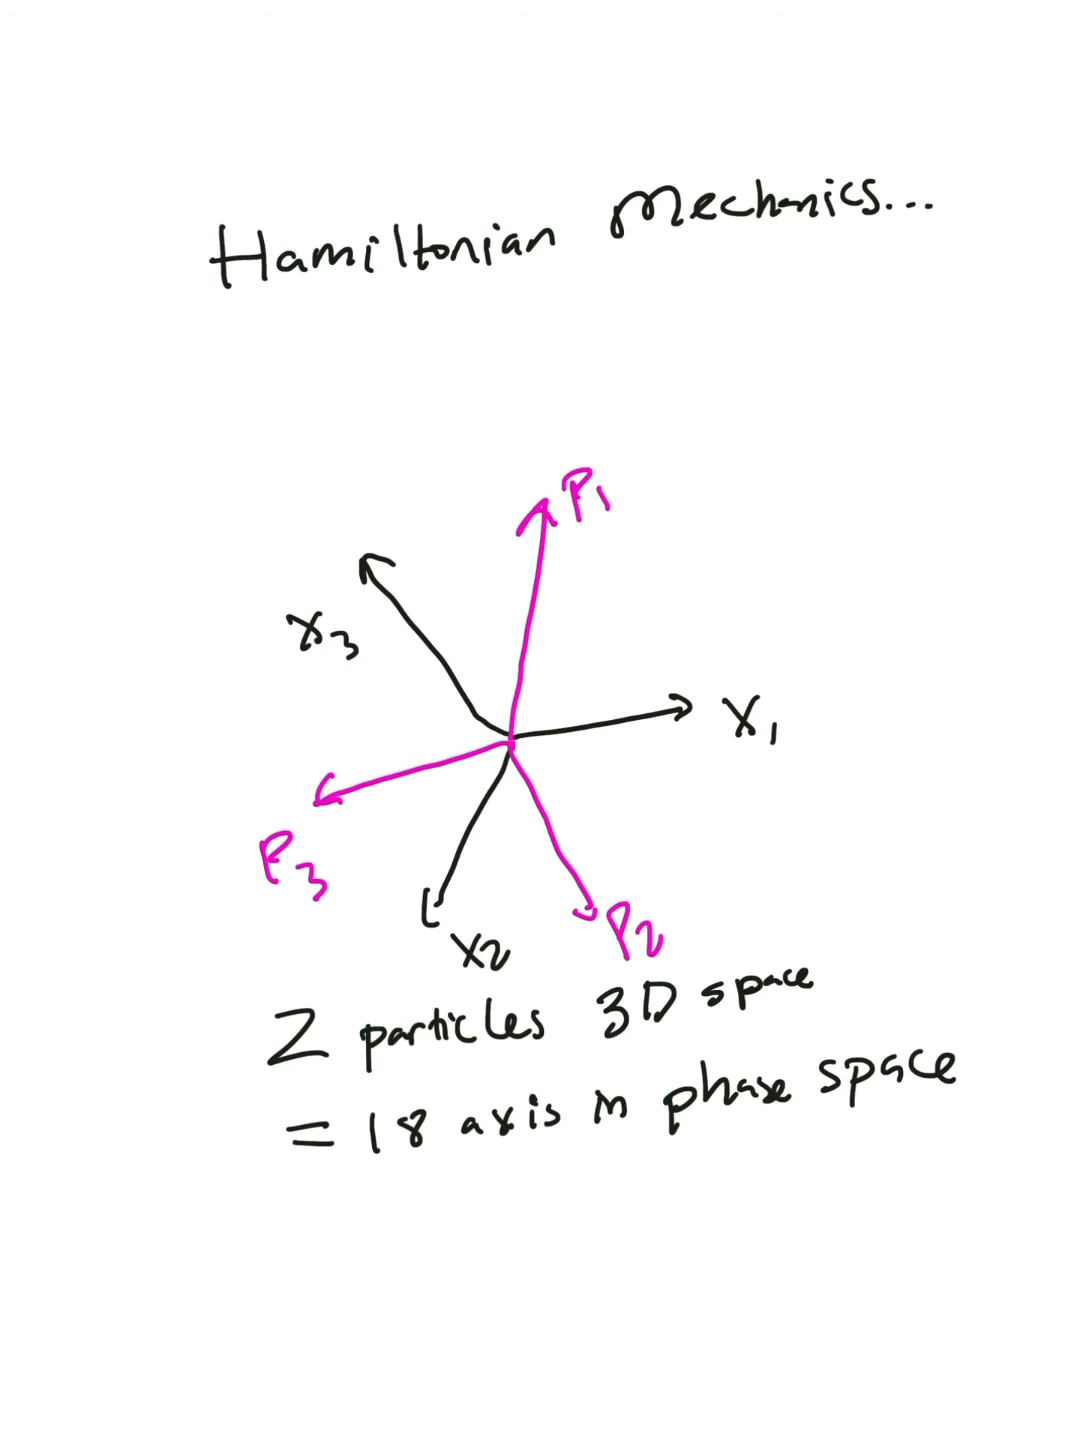 Hamiltonian Mechanics...
P1
X3
X1
P3
P2
X2
2 particles 3D space
= 18 axis in phase space